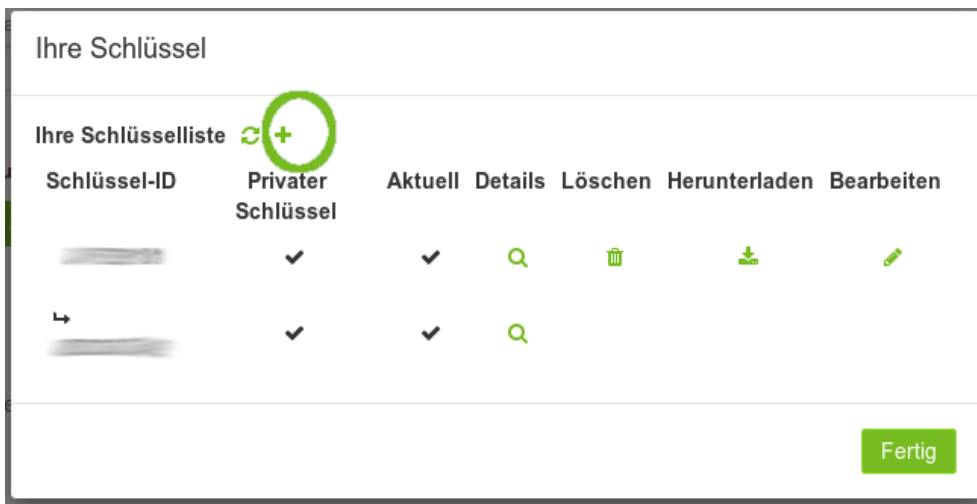 Ihre Schlüssel
Ihre Schlüsselliste
Schlüssel-ID Privater Schlüssel Aktuell Details Löschen Herunterladen Bearbeiten
Fertig